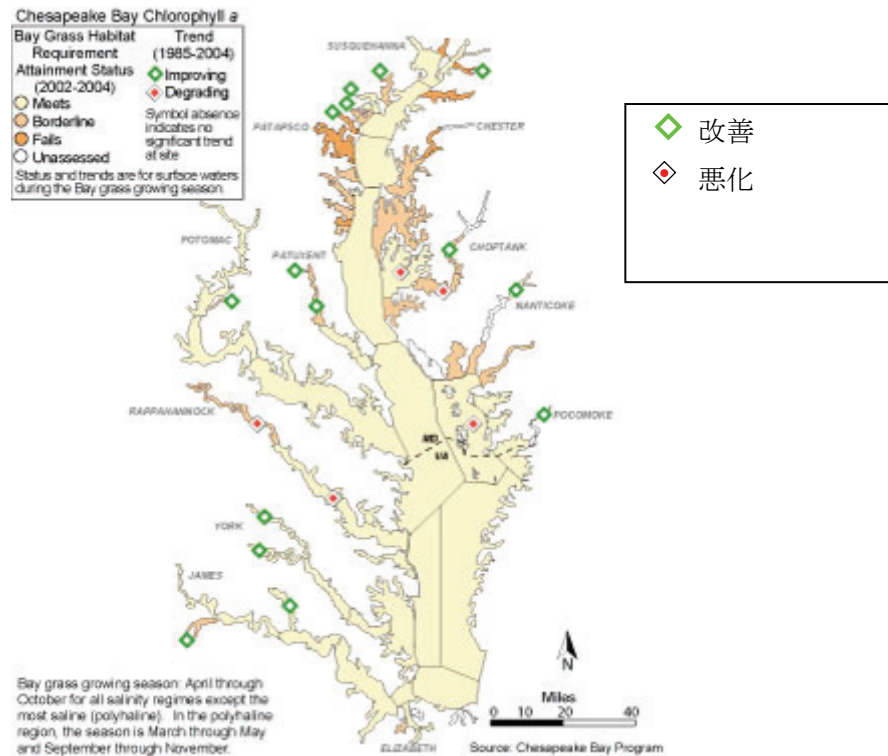 Chesapeake Bay Chlorophyll a
Bay Grass Habitat
Requirement
Attainment Status
(2002-2004)
Meets
Borderline
Fails
Unassessed
Trend
(1985-2004)
Improving
Degrading
Symbol absence
indicates no
significant trend
at site
Status and trends are for surface waters
during the Bay grass growing season.
改善
悪化
SUSQUEHANNA
PATAPSCO
CHESTER
POTOMAC
PATUXENT
CHOPTANK
NANTICOKE
RAPPAHANNOCK
POCOMOKE
MD
VA
YORK
JAMES
ELIZABETH
N
Miles
0 10 20 40
Bay grass growing season: April through
October for all salinity regimes except the
most saline (polyhaline). In the polyhaline
region, the season is March through May
and September through November.
Source: Chesapeake Bay Program